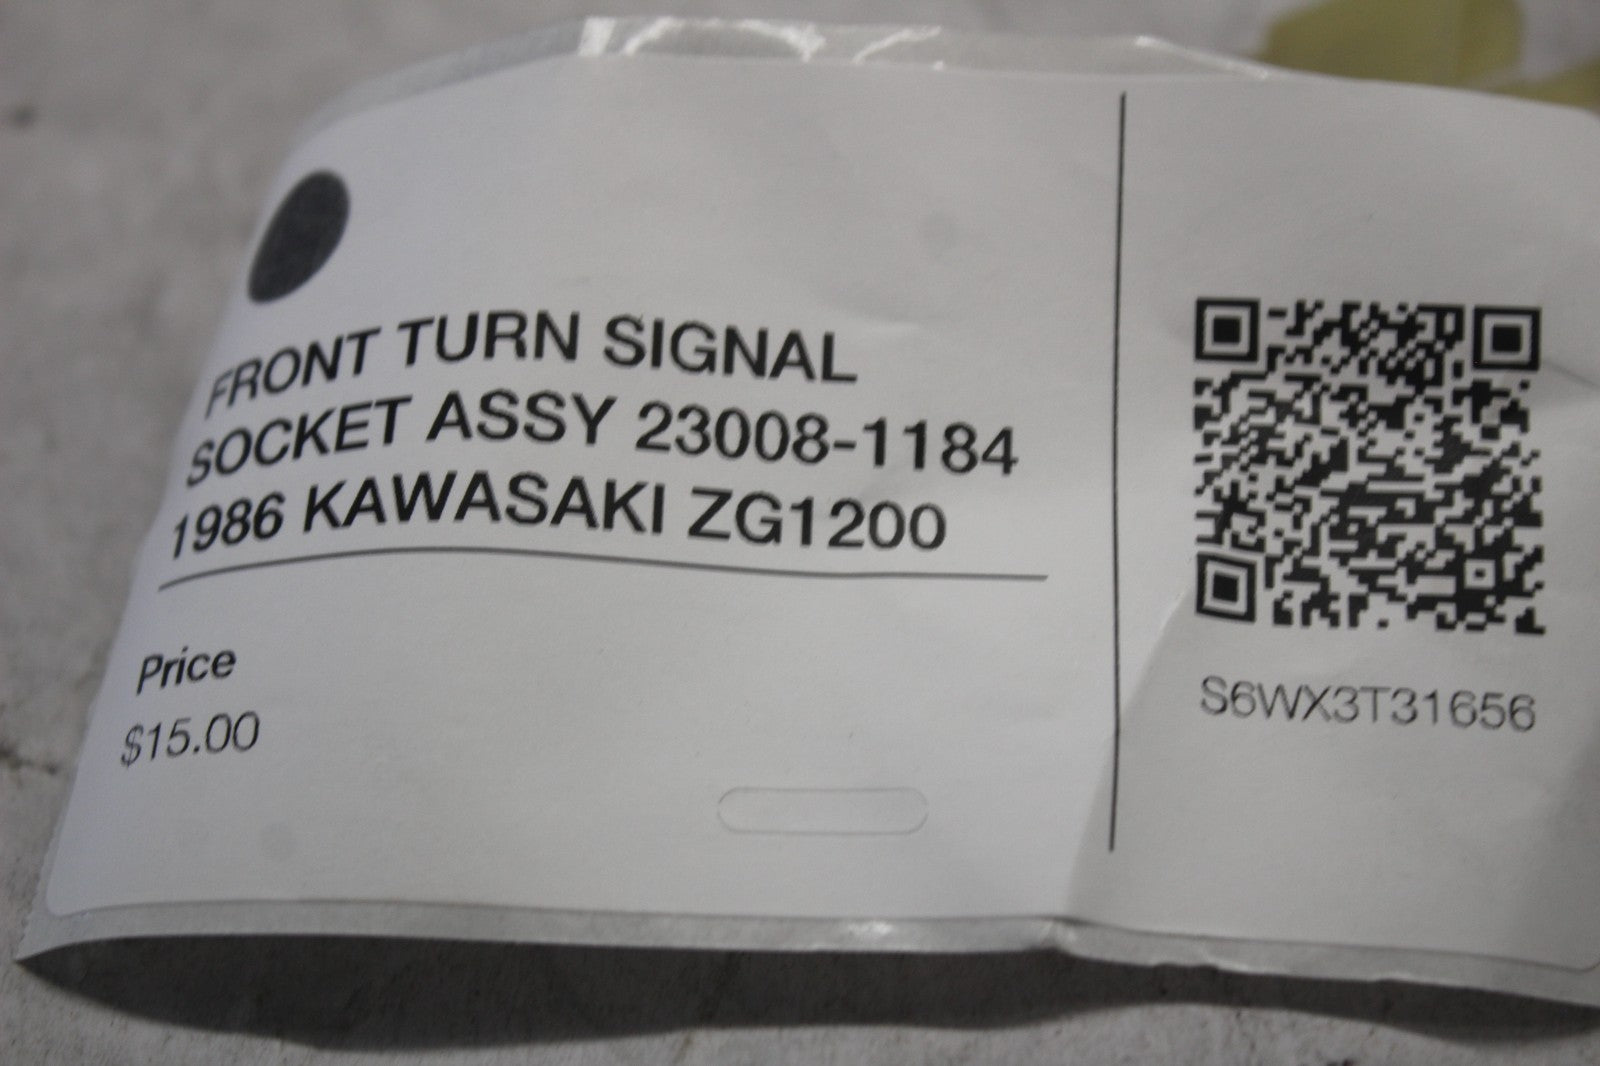 FRONT TURN SIGNAL
SOCKET ASSY 23008-1184
1986 KAWASAKI ZG1200
Price
$15.00
S6WX3T31656